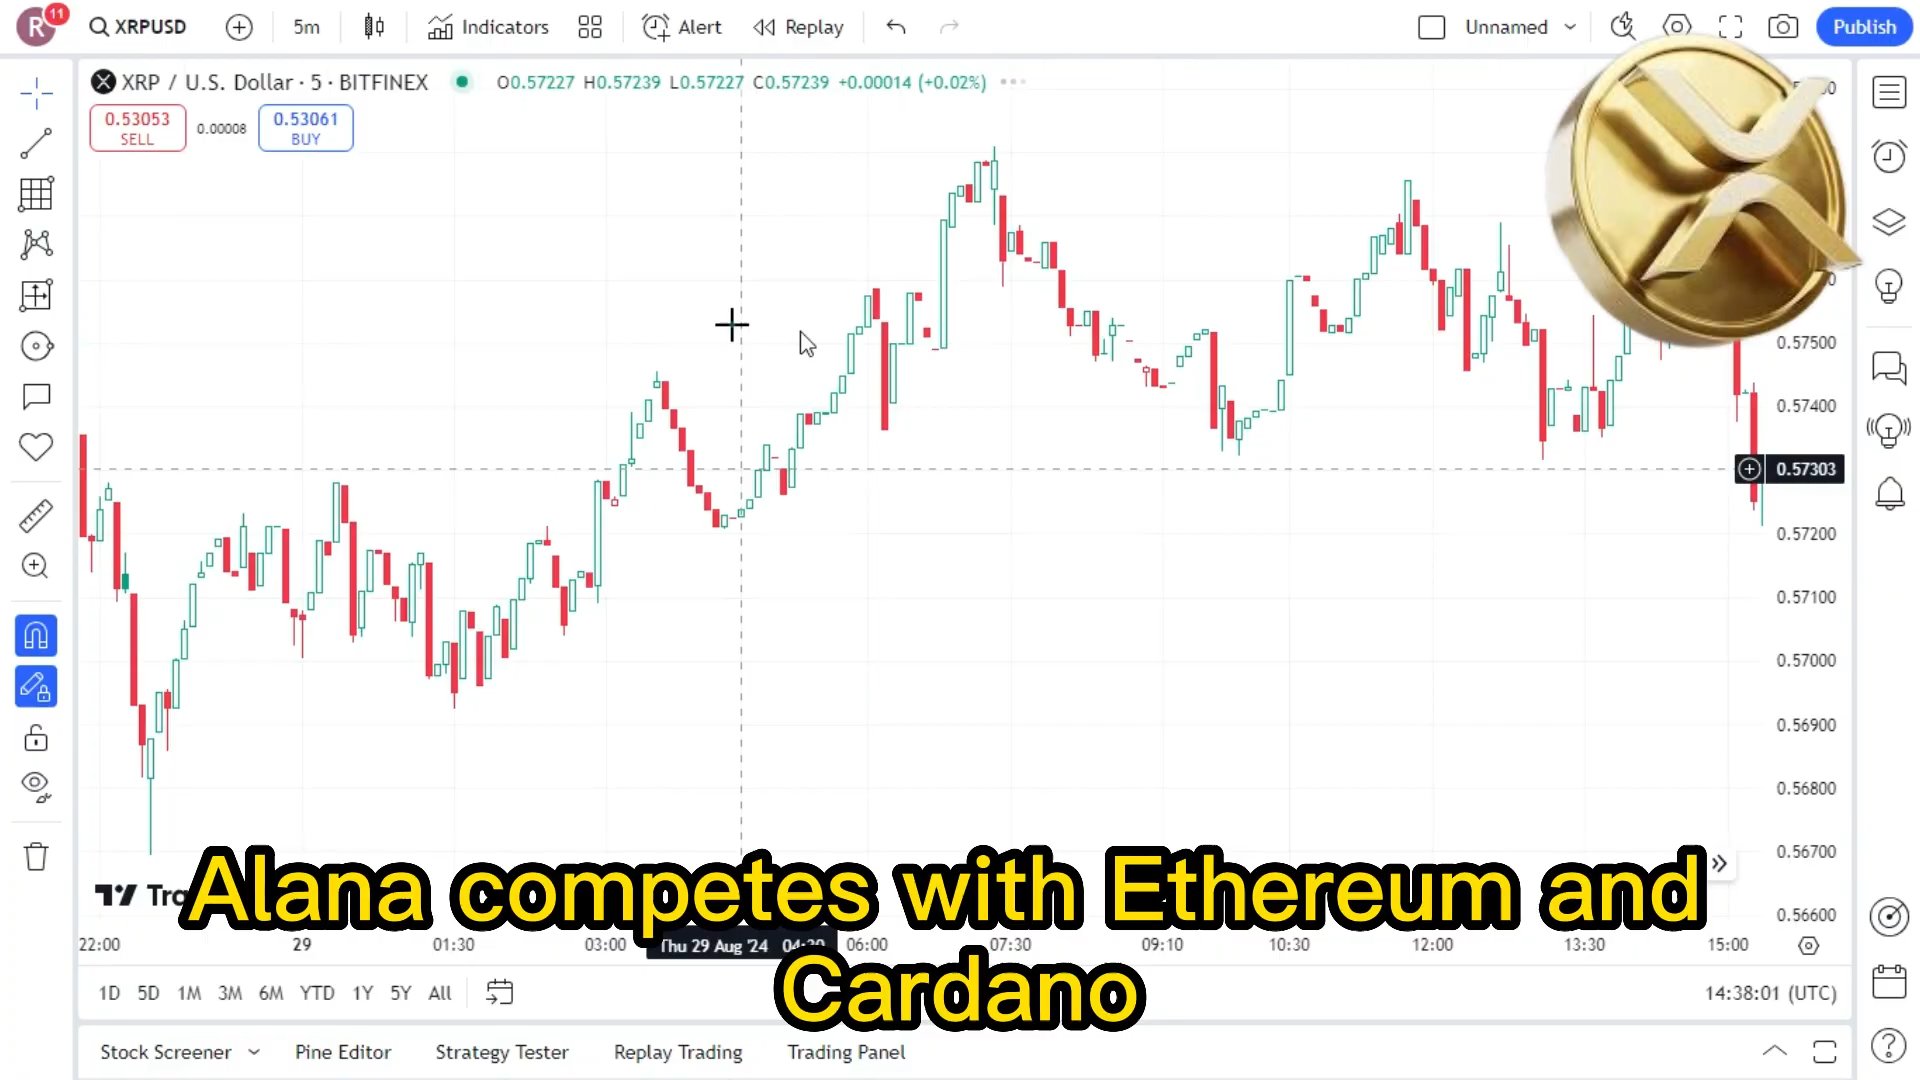 R 11 XRPUSD 5m Indicators Alert Replay Unnamed Publish
XRP / U.S. Dollar · 5 · BITFINEX O0.57227 H0.57239 L0.57227 C0.57239 +0.00014 (+0.02%)
0.53053 SELL 0.00008 0.53061 BUY
0.57500
0.57400
0.57303
0.57200
0.57100
0.57000
0.56900
0.56800
0.56700
0.56600
Alana competes with Ethereum and
Cardano
22:00 29 01:30 03:00 Thu 29 Aug '24 04:30 06:00 07:30 09:10 10:30 12:00 13:30 15:00
1D 5D 1M 3M 6M YTD 1Y 5Y All 14:38:01 (UTC)
Stock Screener Pine Editor Strategy Tester Replay Trading Trading Panel